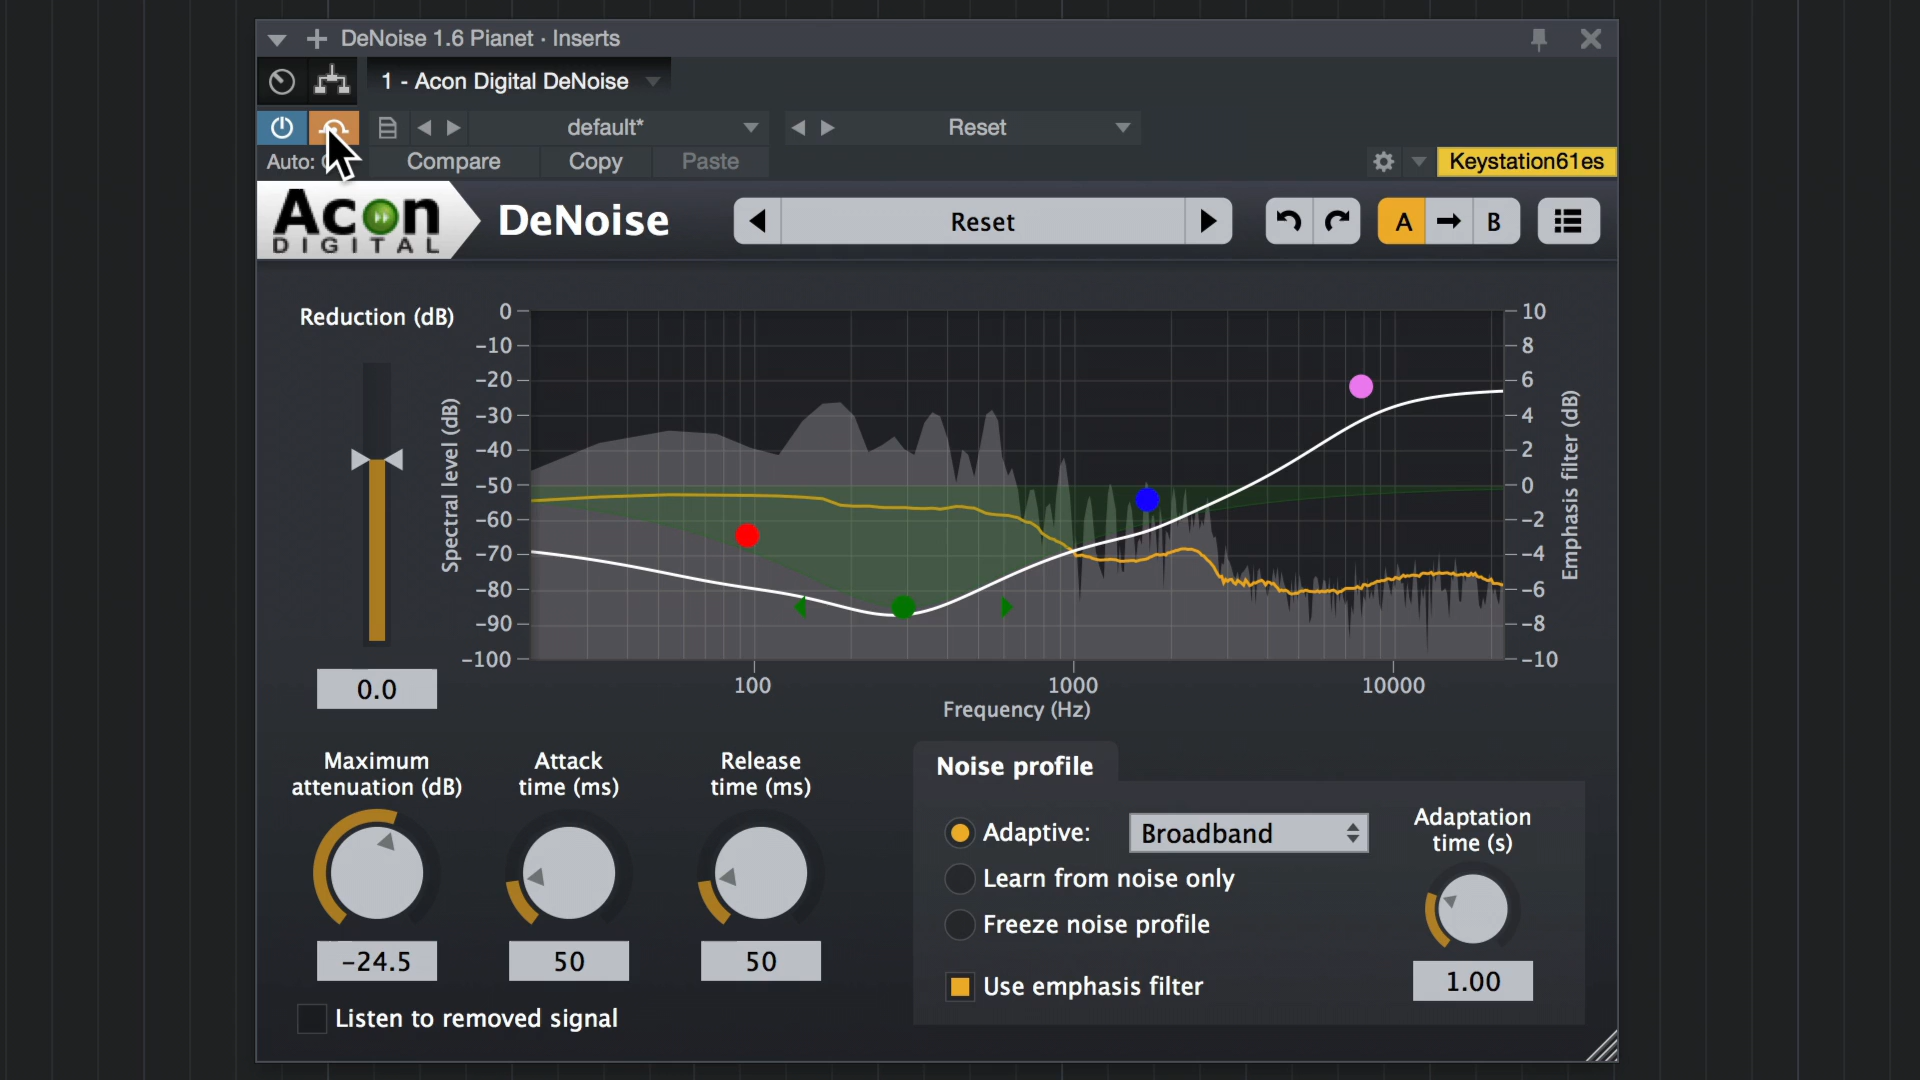 DeNoise 1.6 Pianet · Inserts
1 - Acon Digital DeNoise
default*
Reset
Auto:
Compare
Copy
Paste
Keystation61es
Acon
DIGITAL
DeNoise
Reset
A
B
Reduction (dB)
0
-10
-20
-30
-40
-50
-60
-70
-80
-90
-100
Spectral level (dB)
10
8
6
4
2
0
-2
-4
-6
-8
-10
Emphasis filter (dB)
100
1000
10000
Frequency (Hz)
0.0
Maximum
attenuation (dB)
-24.5
Attack
time (ms)
50
Release
time (ms)
50
Listen to removed signal
Noise profile
Adaptive:
Broadband
Learn from noise only
Freeze noise profile
Use emphasis filter
Adaptation
time (s)
1.00